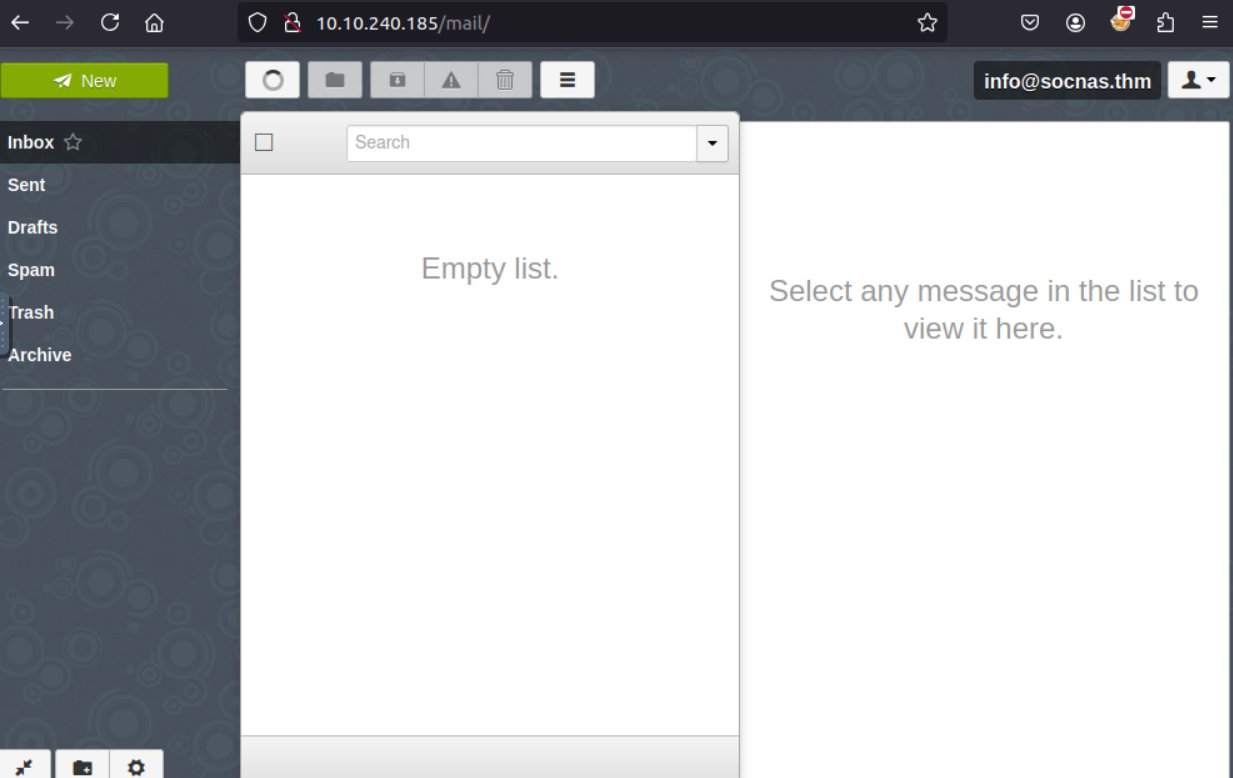 10.10.240.185/mail/
New
info@socnas.thm
Inbox
Search
Sent
Drafts
Spam
Trash
Archive
Empty list.
Select any message in the list to
view it here.